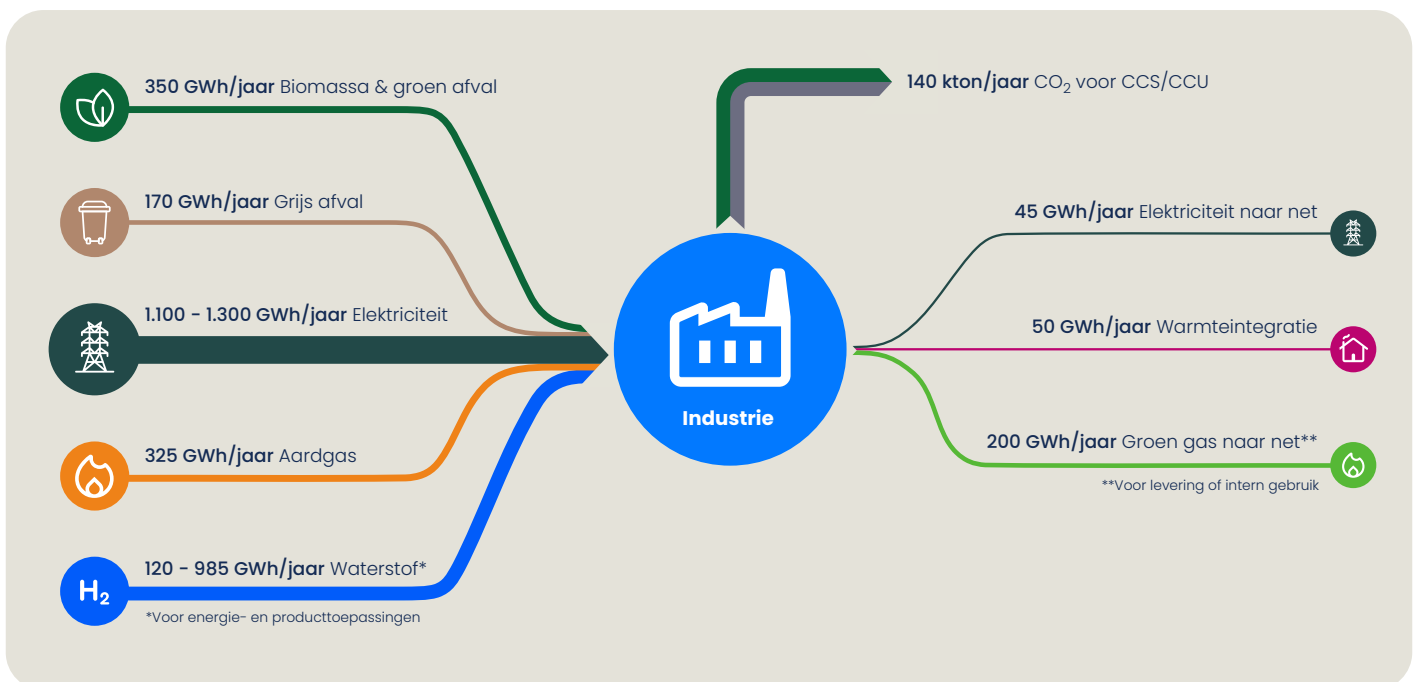 350 GWh/jaar Biomassa & groen afval
170 GWh/jaar Grijs afval
1.100 - 1.300 GWh/jaar Elektriciteit
325 GWh/jaar Aardgas
H₂
120 - 985 GWh/jaar Waterstof*
*Voor energie- en producttoepassingen
Industrie
140 kton/jaar CO₂ voor CCS/CCU
45 GWh/jaar Elektriciteit naar net
50 GWh/jaar Warmteintegratie
200 GWh/jaar Groen gas naar net**
**Voor levering of intern gebruik